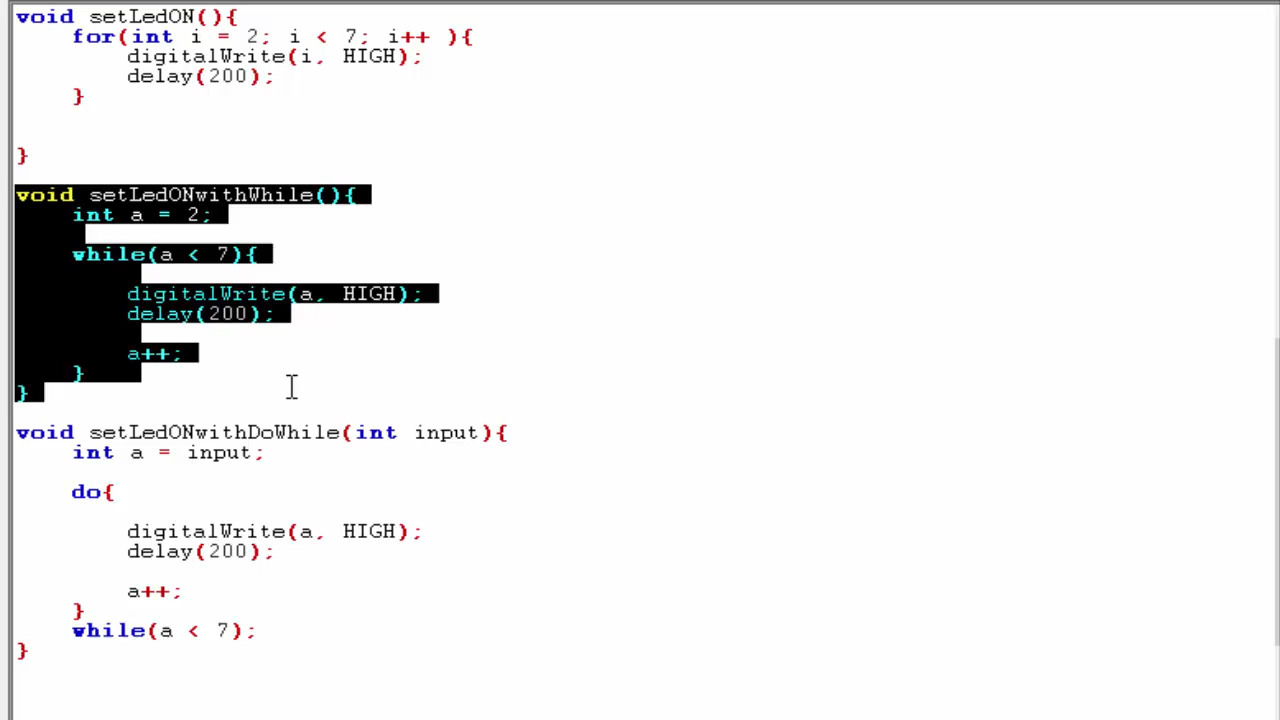 void setLedON(){
for(int i = 2; i < 7; i++ ){
digitalWrite(i, HIGH);
delay(200);
}
}
void setLedONwithWhile(){
int a = 2;
while(a < 7){
digitalWrite(a, HIGH);
delay(200);
a++;
}
}
void setLedONwithDoWhile(int input){
int a = input;
do{
digitalWrite(a, HIGH);
delay(200);
a++;
}
while(a < 7);
}